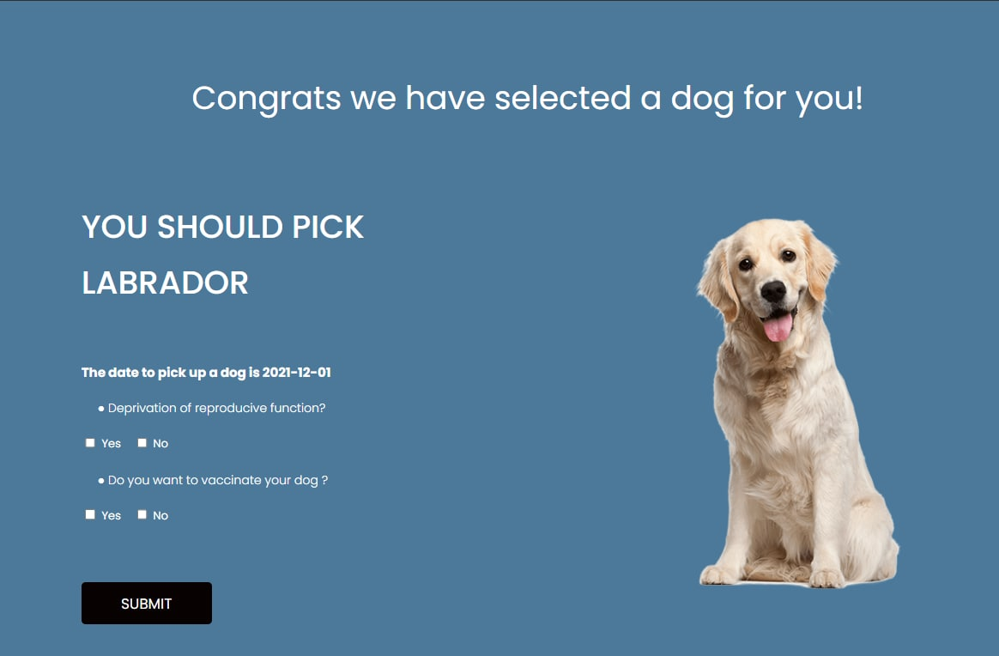 Congrats we have selected a dog for you!
YOU SHOULD PICK
LABRADOR
The date to pick up a dog is 2021-12-01
● Deprivation of reproducive function?
Yes No
● Do you want to vaccinate your dog ?
Yes No
SUBMIT